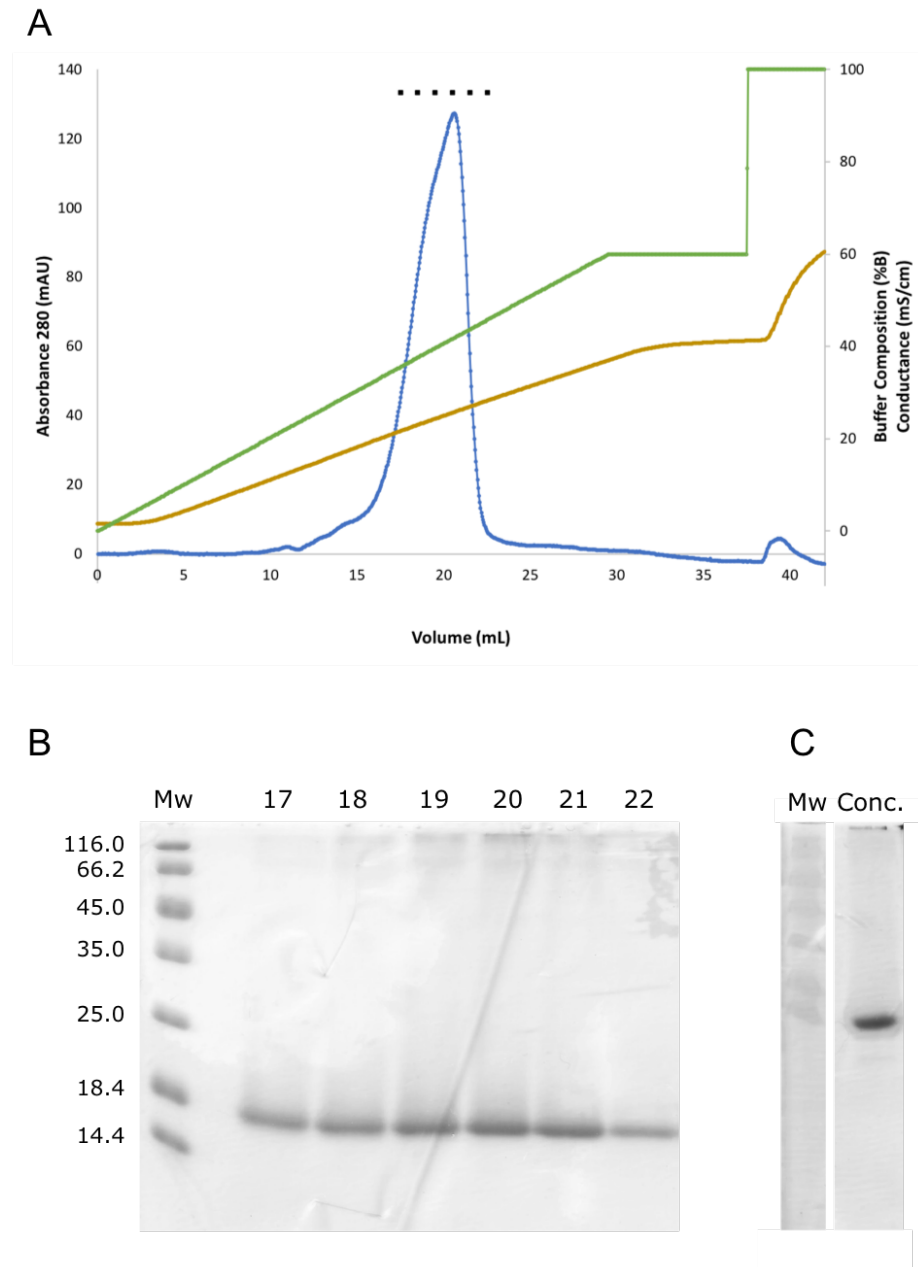 A
140
120
100
80
60
40
20
0
100
80
60
40
20
0
0 5 10 15 20 25 30 35 40
Absorbance 280 (mAU)
Buffer Composition (%B)
Conductance (mS/cm)
Volume (mL)
B
C
Mw 17 18 19 20 21 22
Mw Conc.
116.0
66.2
45.0
35.0
25.0
18.4
14.4